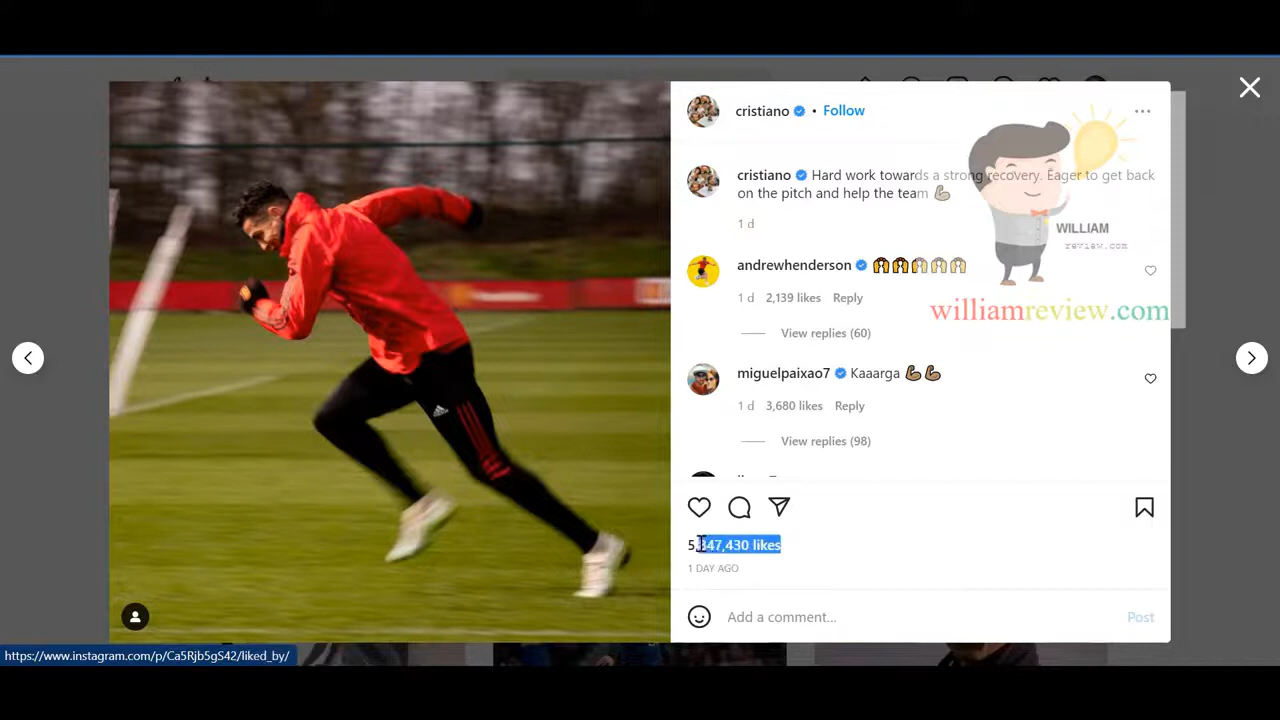 cristiano • Follow
cristiano Hard work towards a strong recovery. Eager to get back
on the pitch and help the team
1 d
WILLIAM
review.com
andrewhenderson
1 d 2,139 likes Reply
View replies (60)
williamreview.com
miguelpaixao7 Kaaarga
1 d 3,680 likes Reply
View replies (98)
5,347,430 likes
1 DAY AGO
Add a comment... Post
https://www.instagram.com/p/Ca5Rjb5gS42/liked_by/